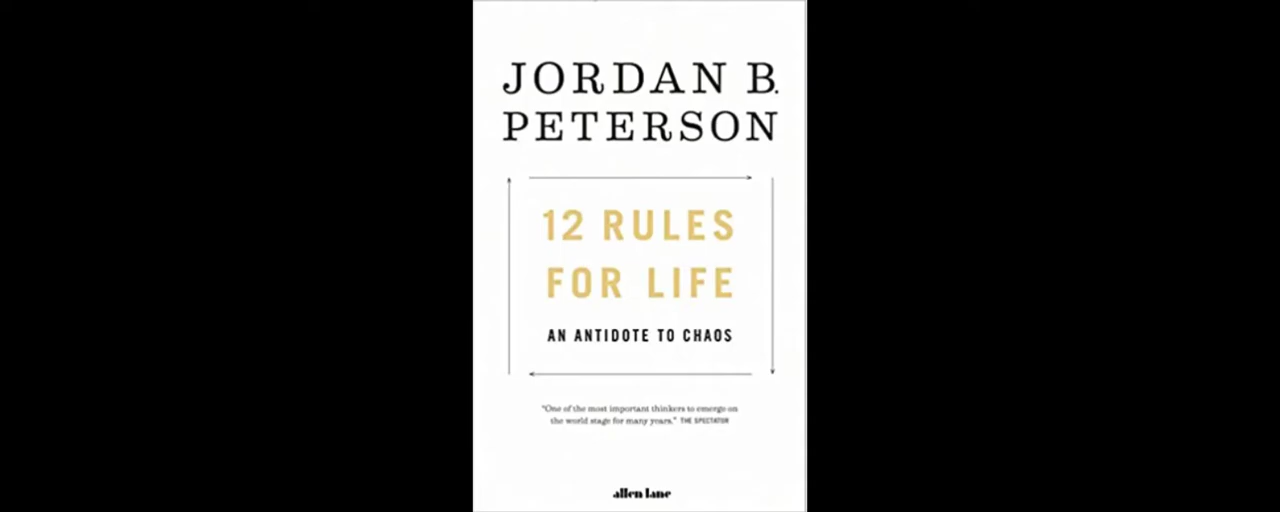 JORDAN B.
PETERSON
12 RULES
FOR LIFE
AN ANTIDOTE TO CHAOS
"One of the most important thinkers to emerge on
the world stage for many years." THE SPECTATOR
allen lane